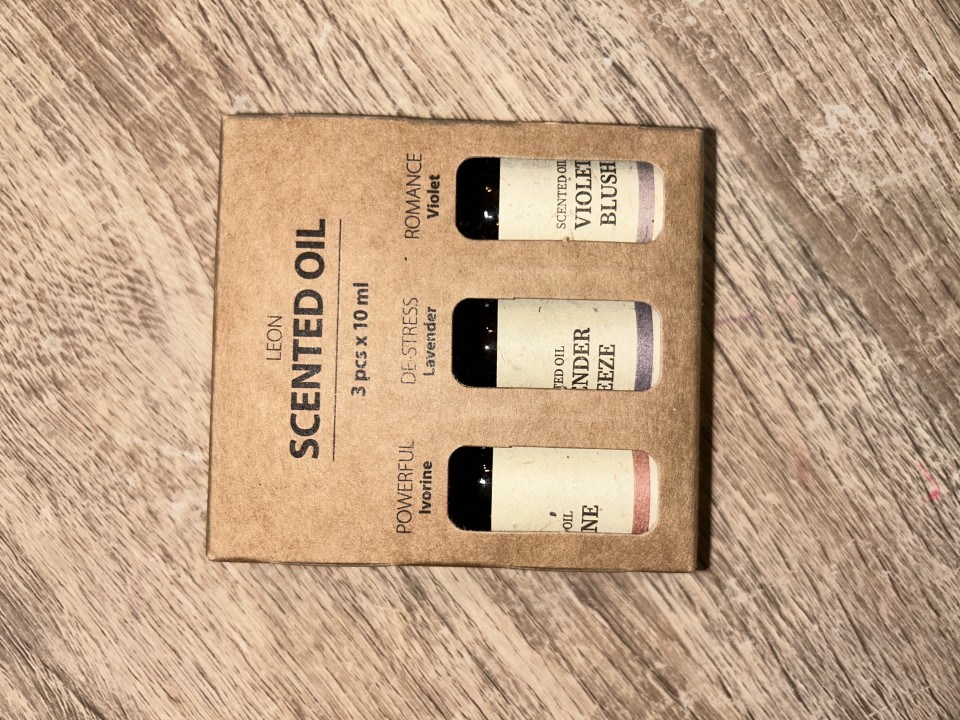 LEON
SCENTED OIL
3 pcs x 10 ml
POWERFUL
Ivorine
DE-STRESS
Lavender
ROMANCE
Violet
OIL
NE
TED OIL
ENDER
EEZE
SCENTED OIL
VIOLET
BLUSH